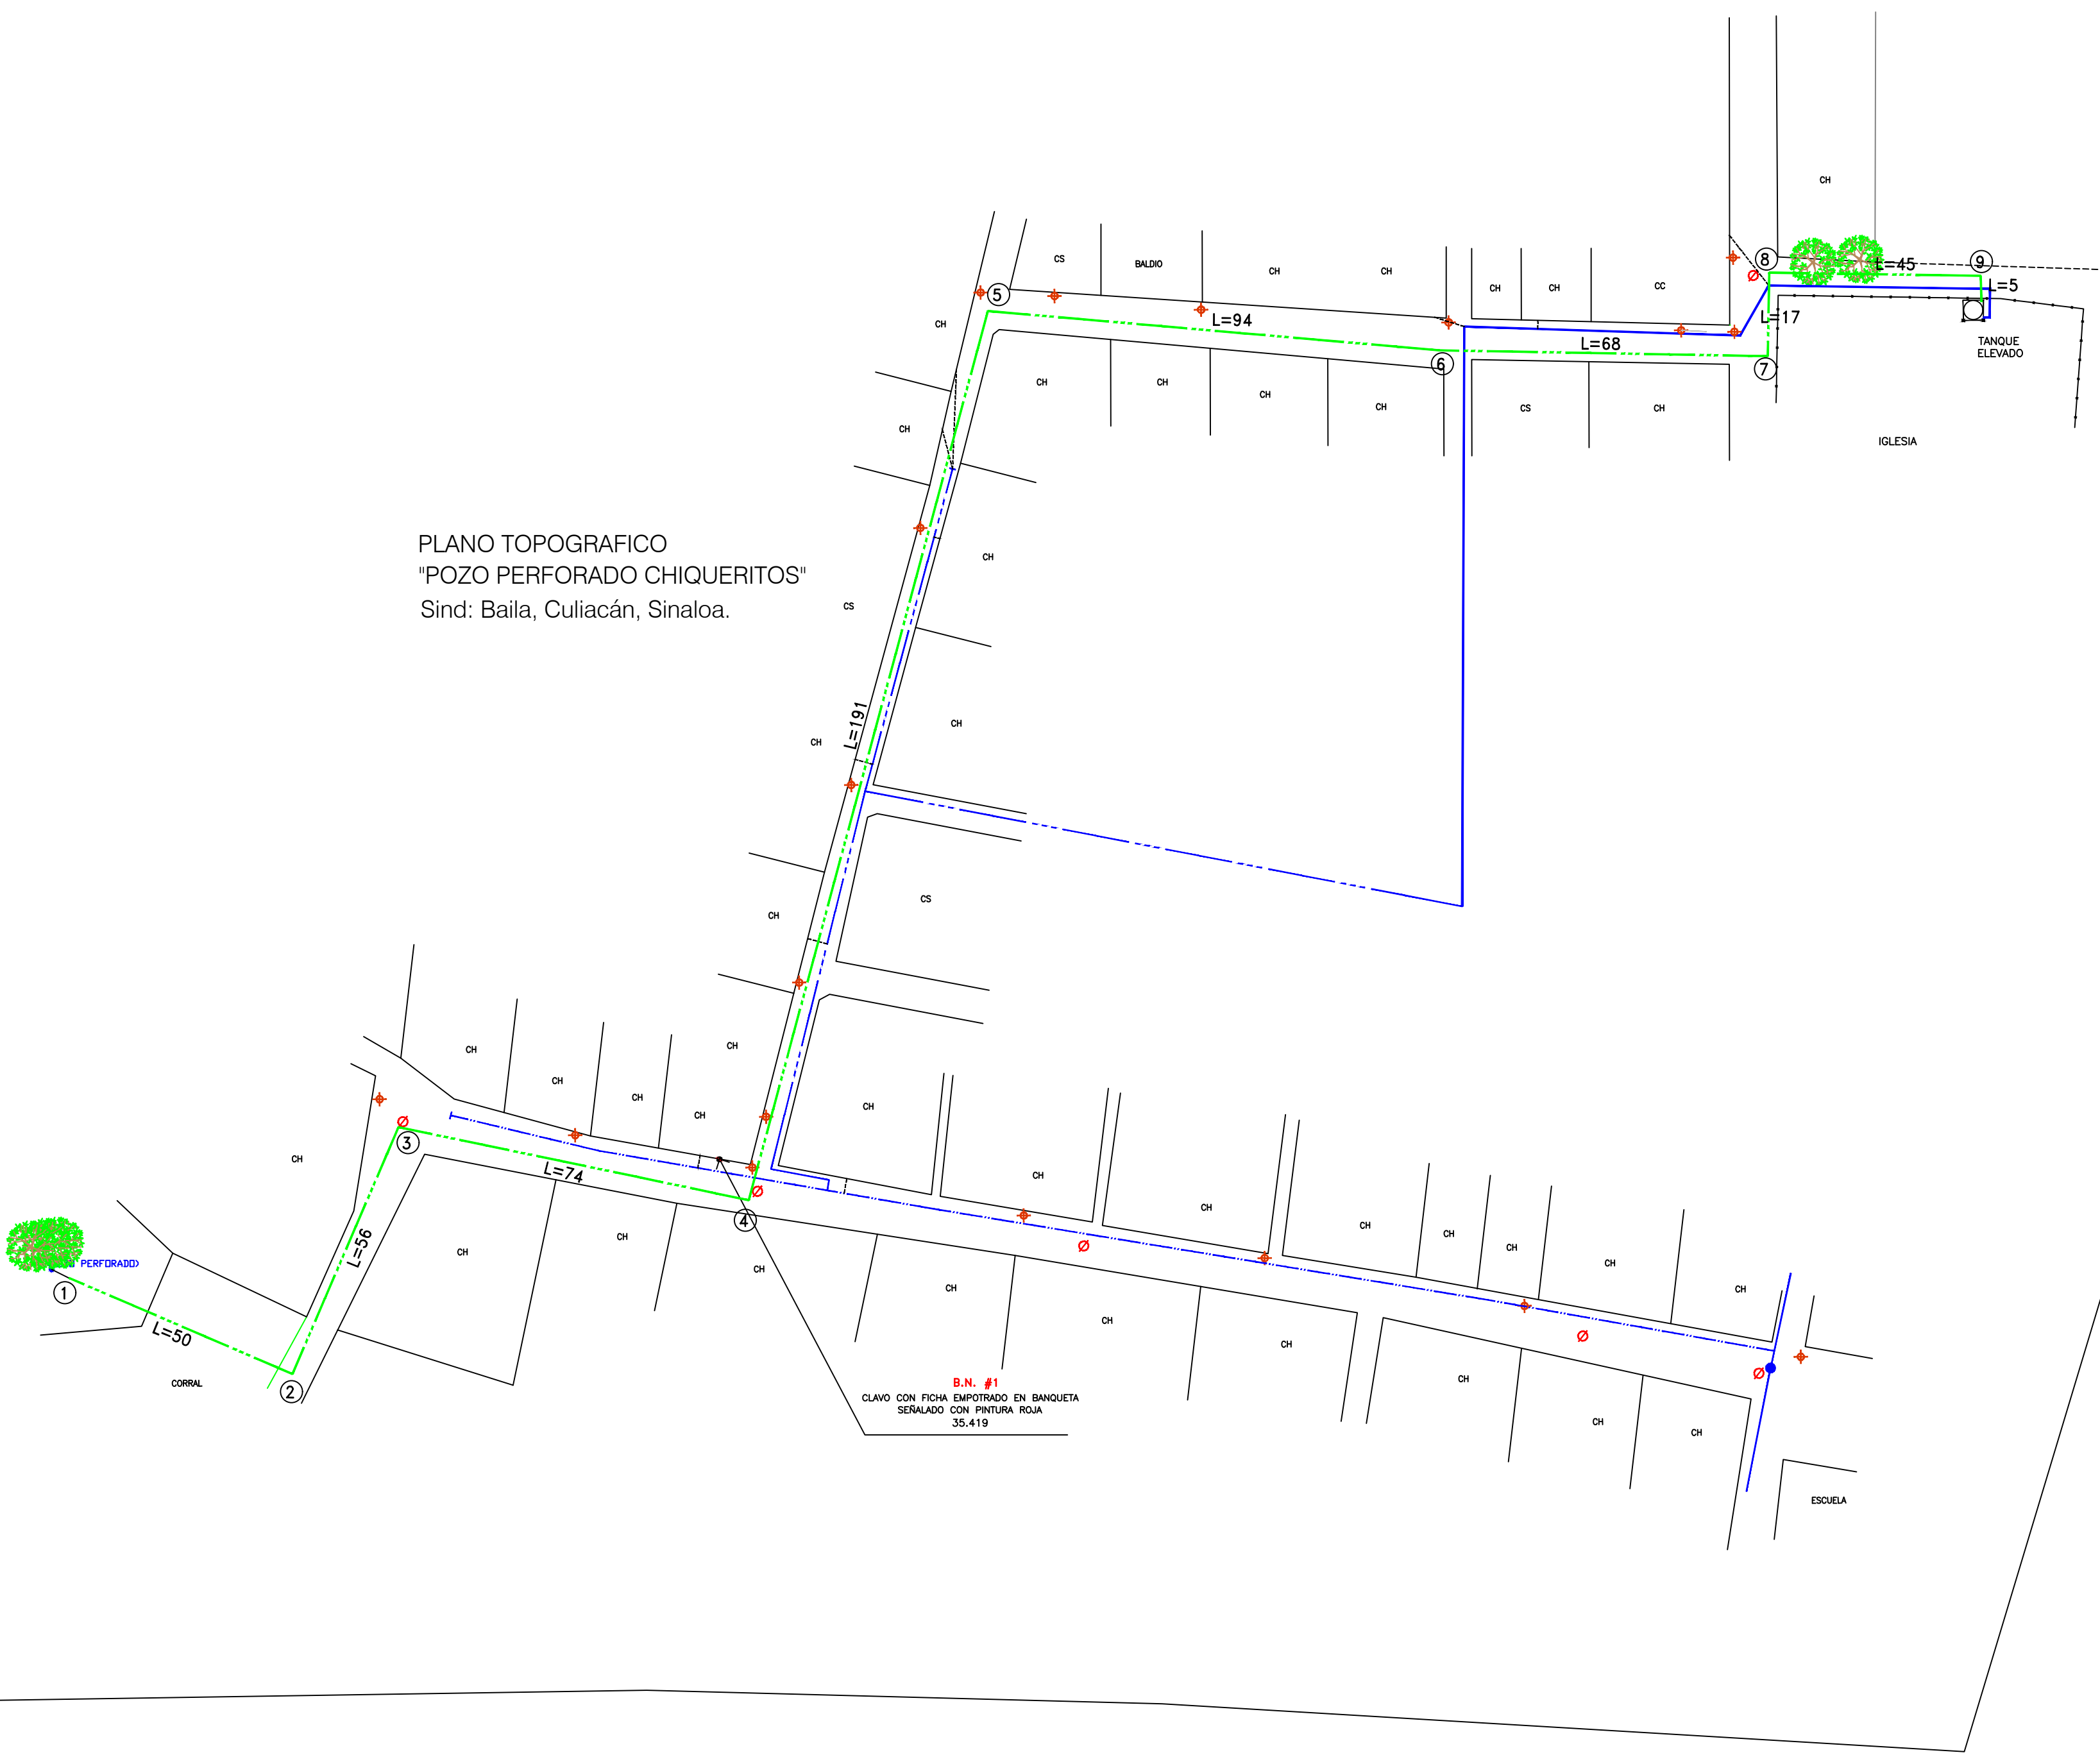 CH
8
9
L=45
L=5
CS
BALDIO
CH
CH
CH
CH
CC
5
CH
L=94
L=17
L=68
TANQUE
ELEVADO
6
7
CH
CH
CH
CH
CS
CH
CH
IGLESIA
PLANO TOPOGRAFICO
"POZO PERFORADO CHIQUERITOS"
Sind: Baila, Culiacán, Sinaloa.
CH
CS
L=191
CH
CH
CS
CH
CH
CH
CH
CH
CH
CH
3
CH
L=74
CH
CH
4
CH
CH
CH
CH
CH
CH
L=56
CH
CH
CH
PERFORADO)
1
CH
CH
CH
L=50
CORRAL
2
B.N. #1
CLAVO CON FICHA EMPOTRADO EN BANQUETA
SEÑALADO CON PINTURA ROJA
35.419
CH
CH
CH
ESCUELA